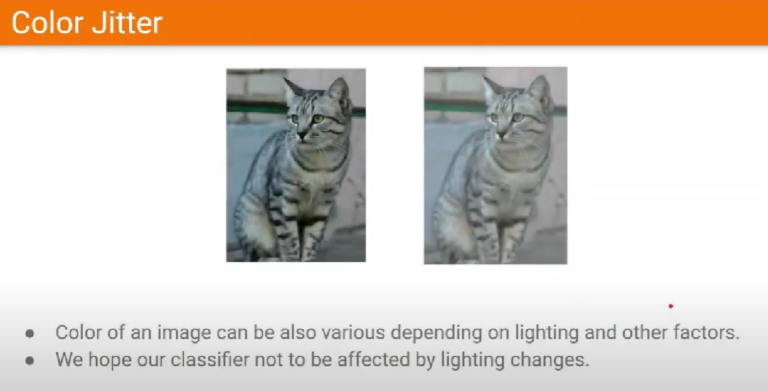 Color Jitter
● Color of an image can be also various depending on lighting and other factors.
● We hope our classifier not to be affected by lighting changes.